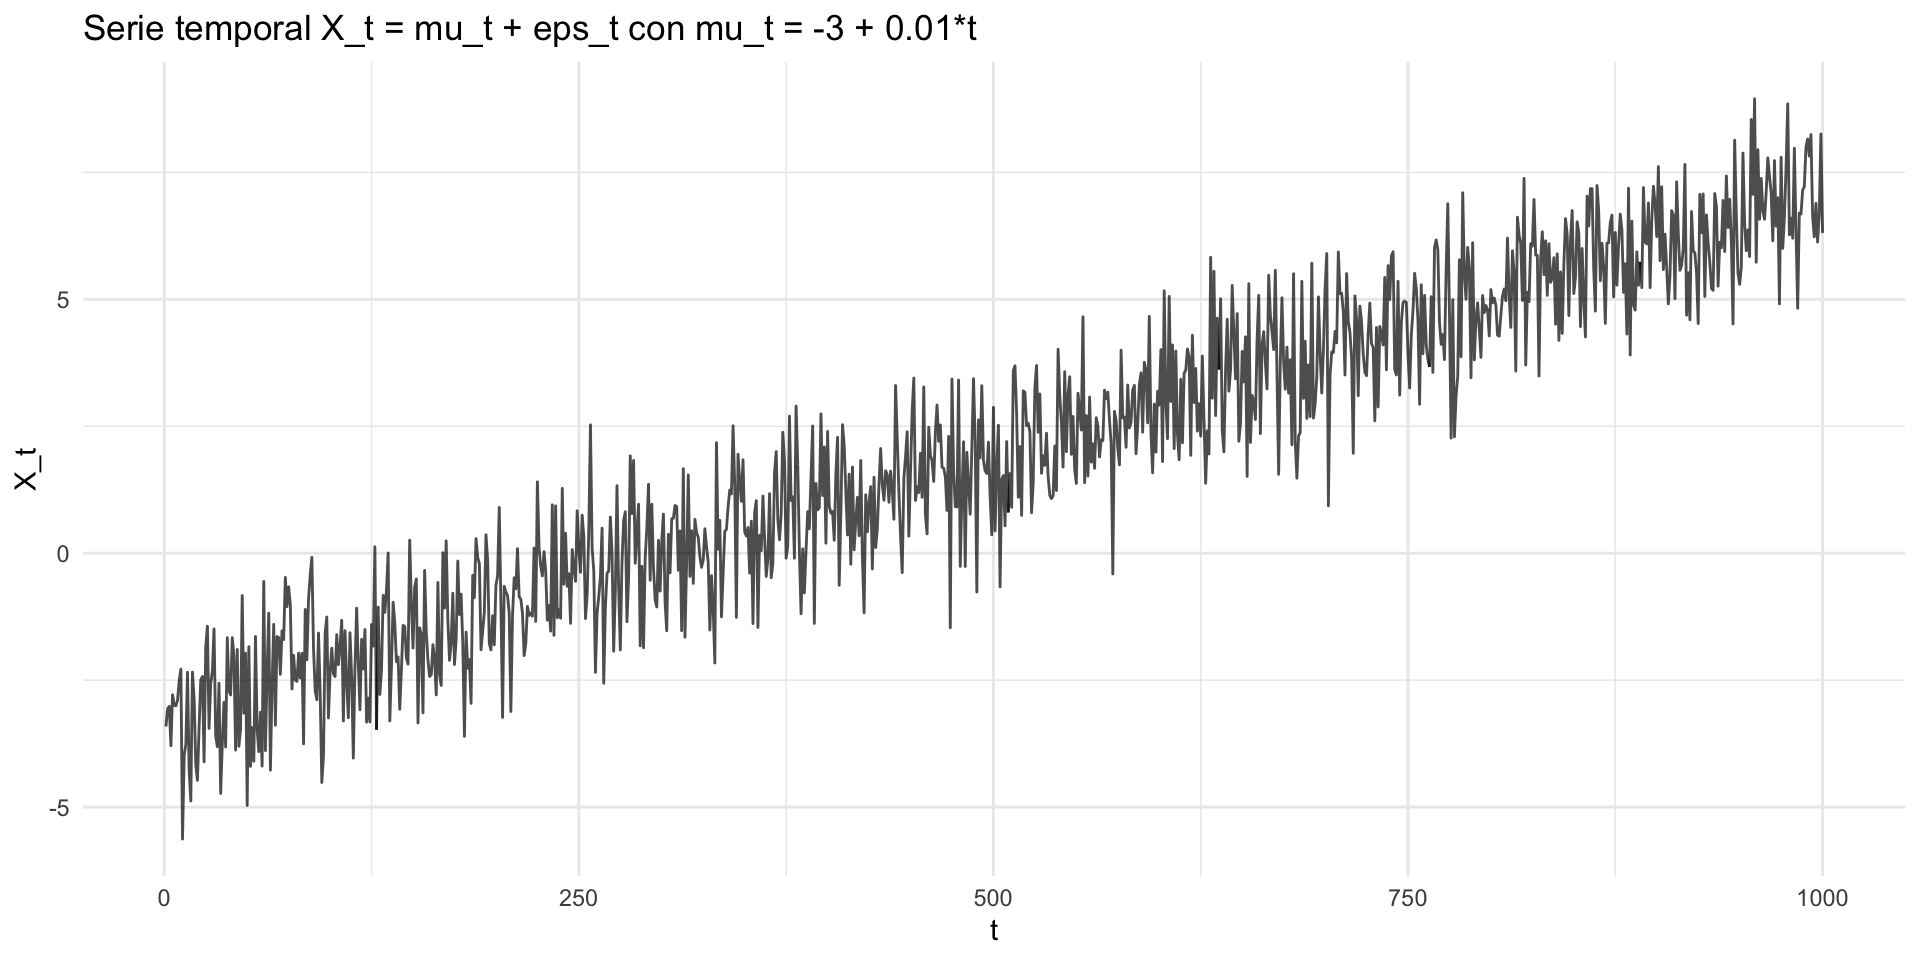 Serie temporal X_t = mu_t + eps_t con mu_t = -3 + 0.01*t
X_t
5
0
-5
0 250 500 750 1000
t